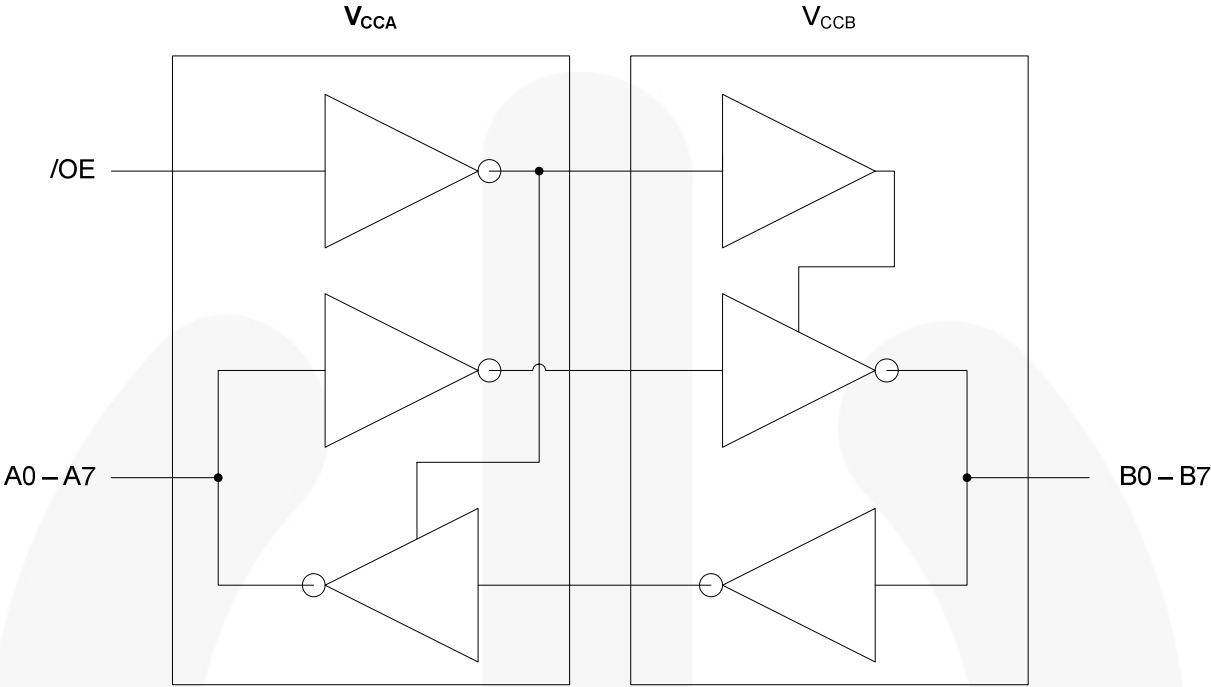 VCCA
VCCB
/OE
A0 – A7
B0 – B7